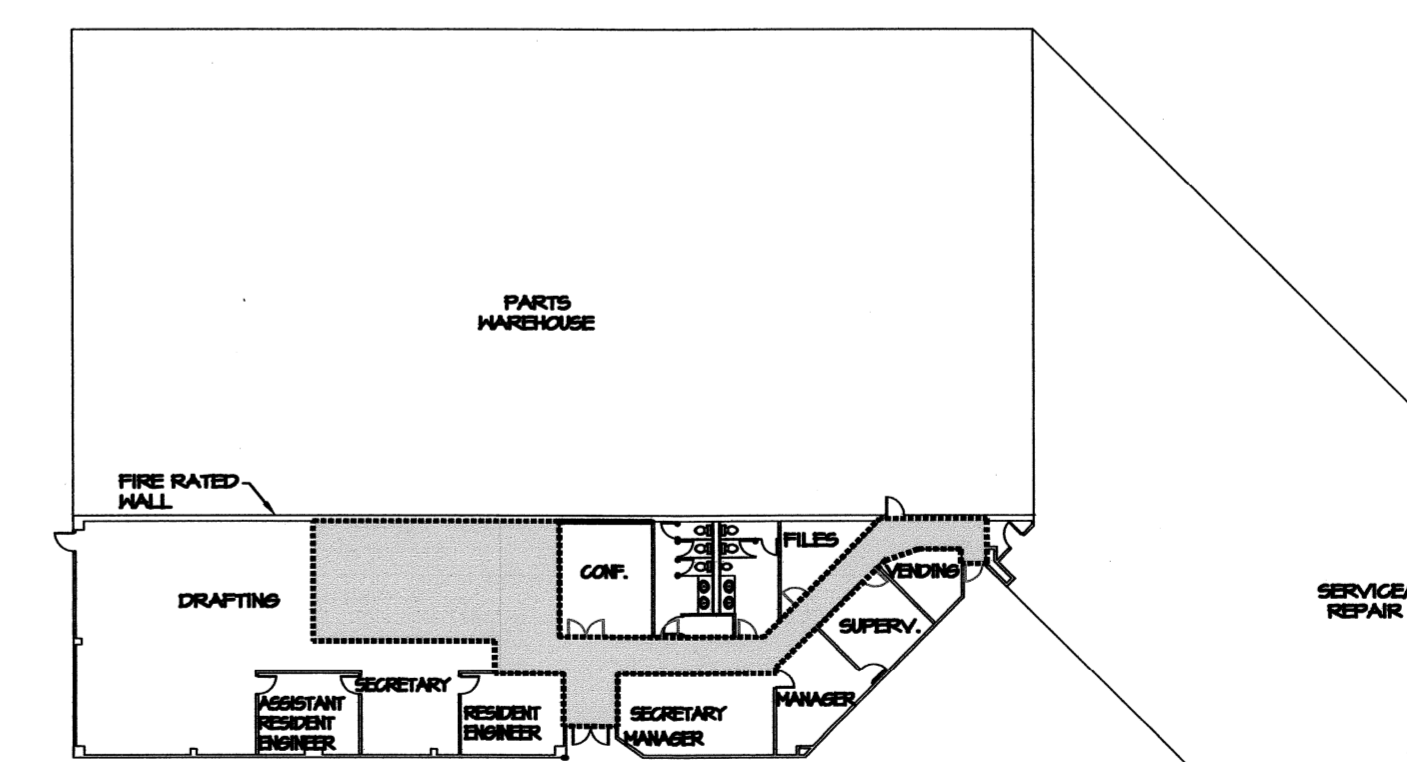 PARTS
WAREHOUSE
FIRE RATED
WALL
DRAFTING
CONF.
FILES
VENDING
SUPERV.
SERVICE/
REPAIR
ASSISTANT
RESIDENT
ENGINEER
SECRETARY
RESIDENT
ENGINEER
SECRETARY
MANAGER
MANAGER